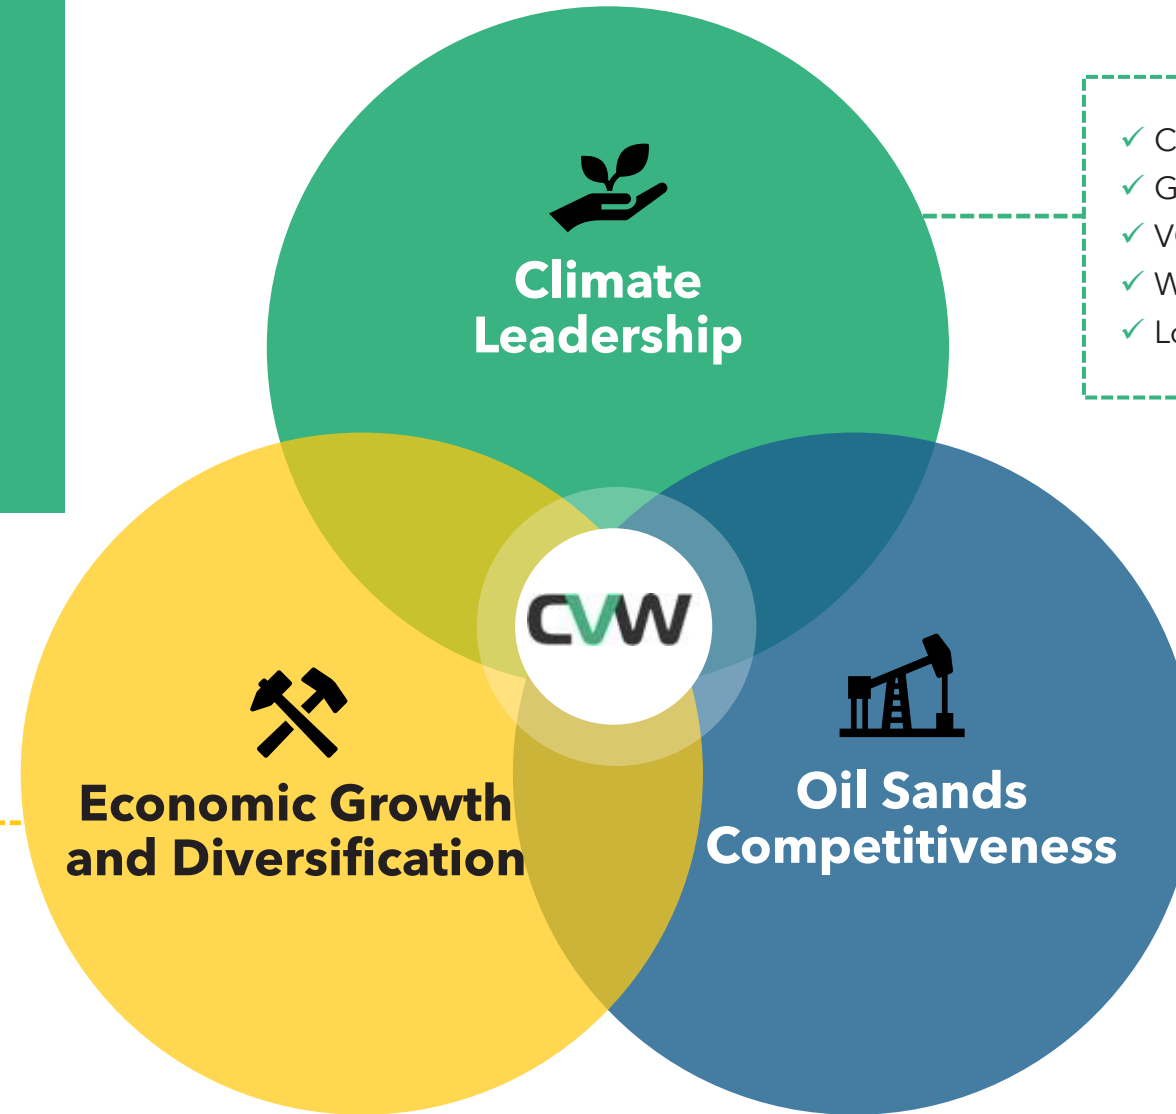 Climate
Leadership
CVW
Economic Growth
and Diversification
Oil Sands
Competitiveness